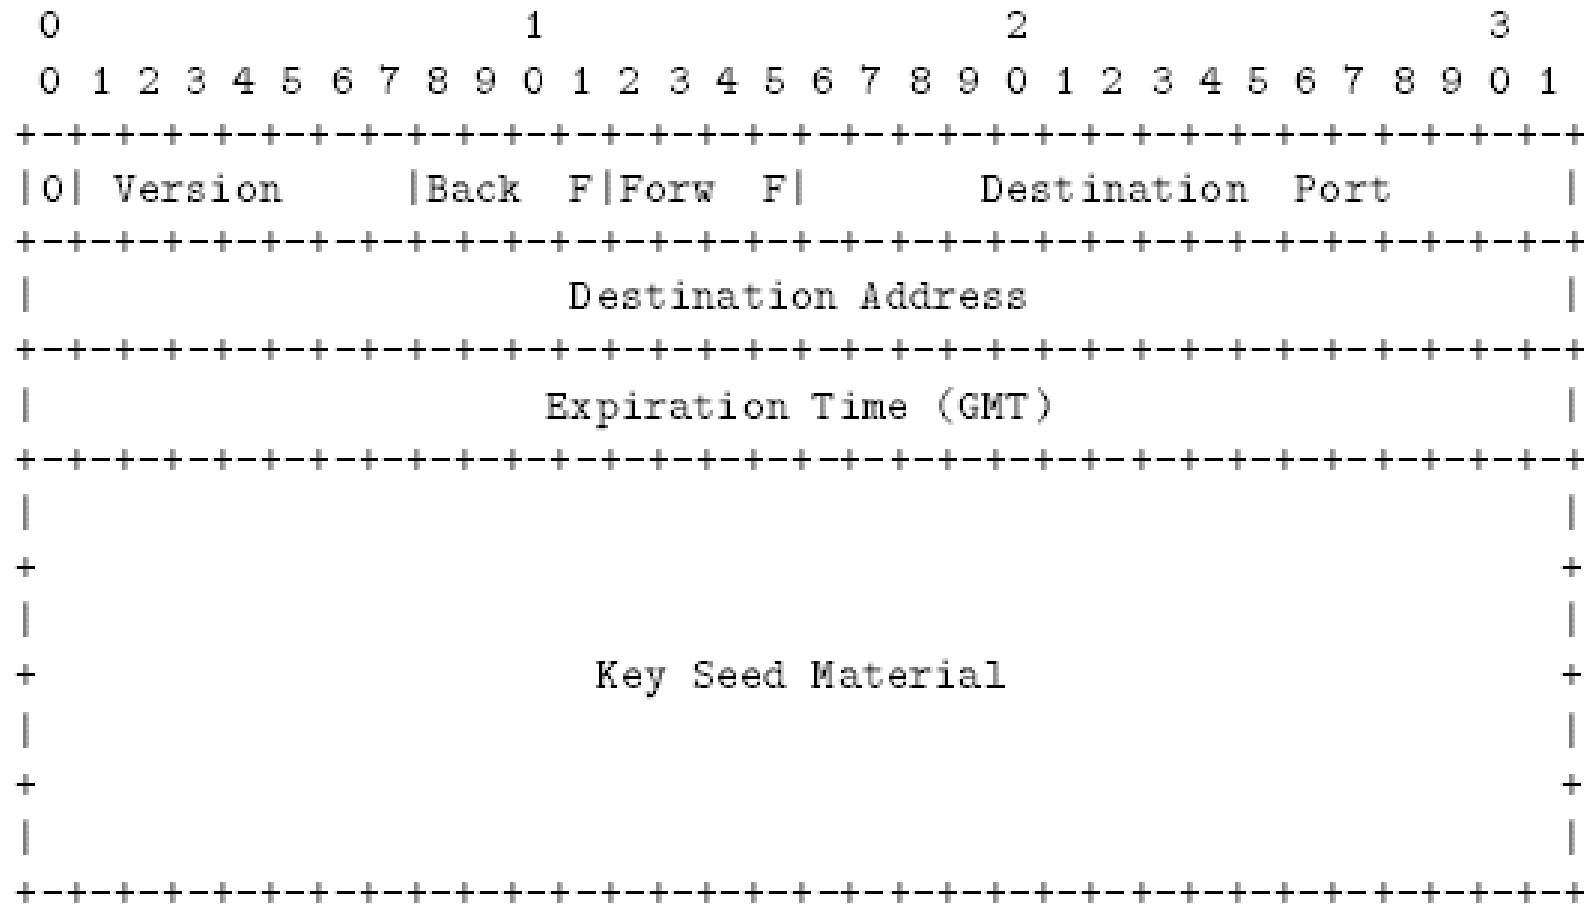 0                   1                   2                   3
 0 1 2 3 4 5 6 7 8 9 0 1 2 3 4 5 6 7 8 9 0 1 2 3 4 5 6 7 8 9 0 1
+-+-+-+-+-+-+-+-+-+-+-+-+-+-+-+-+-+-+-+-+-+-+-+-+-+-+-+-+-+-+-+-+
|0| Version     |Back  F|Forw  F|       Destination  Port       |
+-+-+-+-+-+-+-+-+-+-+-+-+-+-+-+-+-+-+-+-+-+-+-+-+-+-+-+-+-+-+-+-+
|                      Destination Address                      |
+-+-+-+-+-+-+-+-+-+-+-+-+-+-+-+-+-+-+-+-+-+-+-+-+-+-+-+-+-+-+-+-+
|                     Expiration Time (GMT)                     |
+-+-+-+-+-+-+-+-+-+-+-+-+-+-+-+-+-+-+-+-+-+-+-+-+-+-+-+-+-+-+-+-+
|                                                               |
+                                                               +
|                                                               |
+                       Key Seed Material                       +
|                                                               |
+                                                               +
|                                                               |
+-+-+-+-+-+-+-+-+-+-+-+-+-+-+-+-+-+-+-+-+-+-+-+-+-+-+-+-+-+-+-+-+